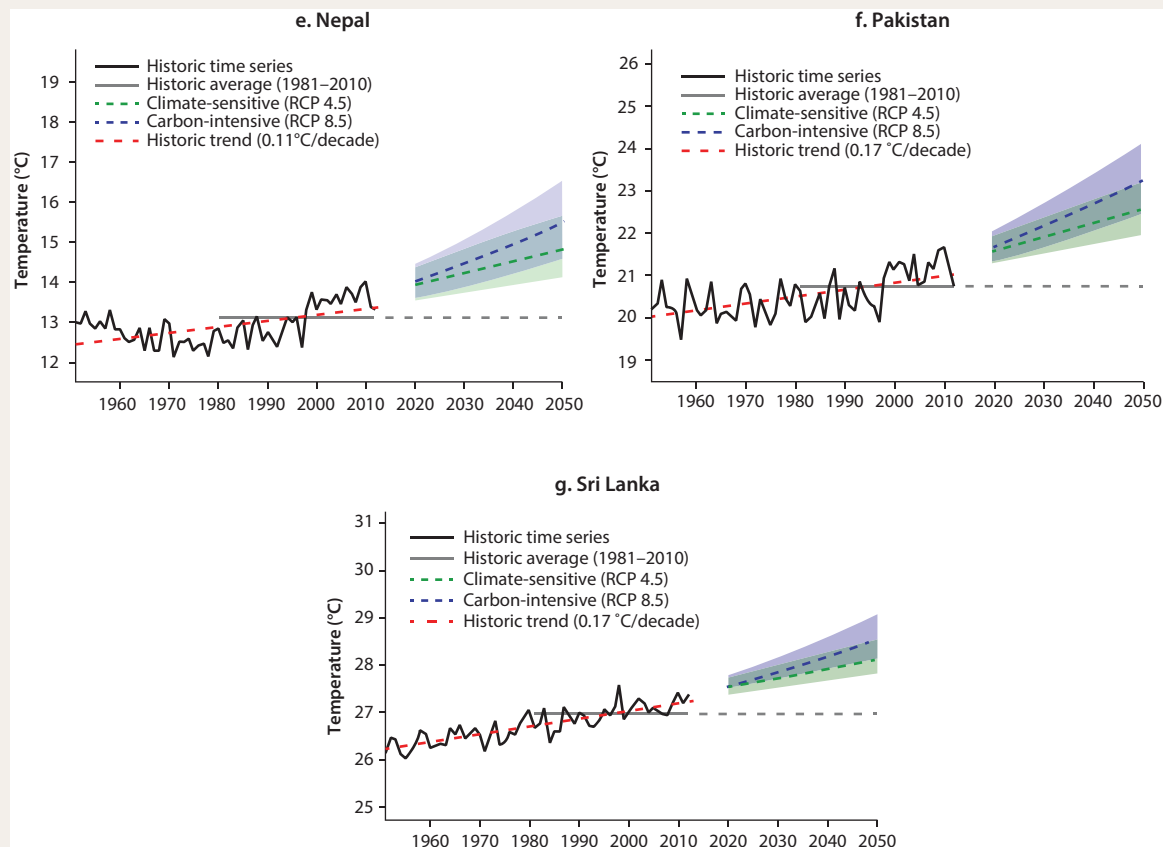 e. Nepal
Historic time series
Historic average (1981–2010)
Climate-sensitive (RCP 4.5)
Carbon-intensive (RCP 8.5)
Historic trend (0.11°C/decade)
Temperature (°C)
19
18
17
16
15
14
13
12
1960 1970 1980 1990 2000 2010 2020 2030 2040 2050
f. Pakistan
Historic time series
Historic average (1981–2010)
Climate-sensitive (RCP 4.5)
Carbon-intensive (RCP 8.5)
Historic trend (0.17 ˚C/decade)
Temperature (°C)
26
25
24
23
22
21
20
19
1960 1970 1980 1990 2000 2010 2020 2030 2040 2050
g. Sri Lanka
Historic time series
Historic average (1981–2010)
Climate-sensitive (RCP 4.5)
Carbon-intensive (RCP 8.5)
Historic trend (0.17 ˚C/decade)
Temperature (°C)
31
30
29
28
27
26
25
1960 1970 1980 1990 2000 2010 2020 2030 2040 2050